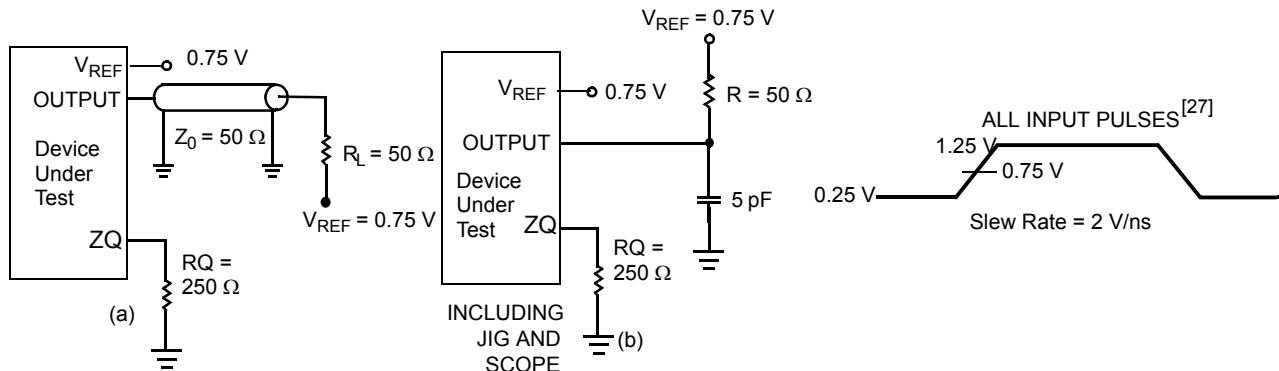 V_REF
0.75 V
OUTPUT
Z_0 = 50 Ω
Device
Under
Test
R_L = 50 Ω
V_REF = 0.75 V
ZQ
RQ =
250 Ω
(a)
V_REF = 0.75 V
R = 50 Ω
V_REF
0.75 V
OUTPUT
Device
Under
Test
5 pF
ZQ
RQ =
250 Ω
INCLUDING
JIG AND
SCOPE
(b)
ALL INPUT PULSES[27]
1.25 V
0.75 V
0.25 V
Slew Rate = 2 V/ns